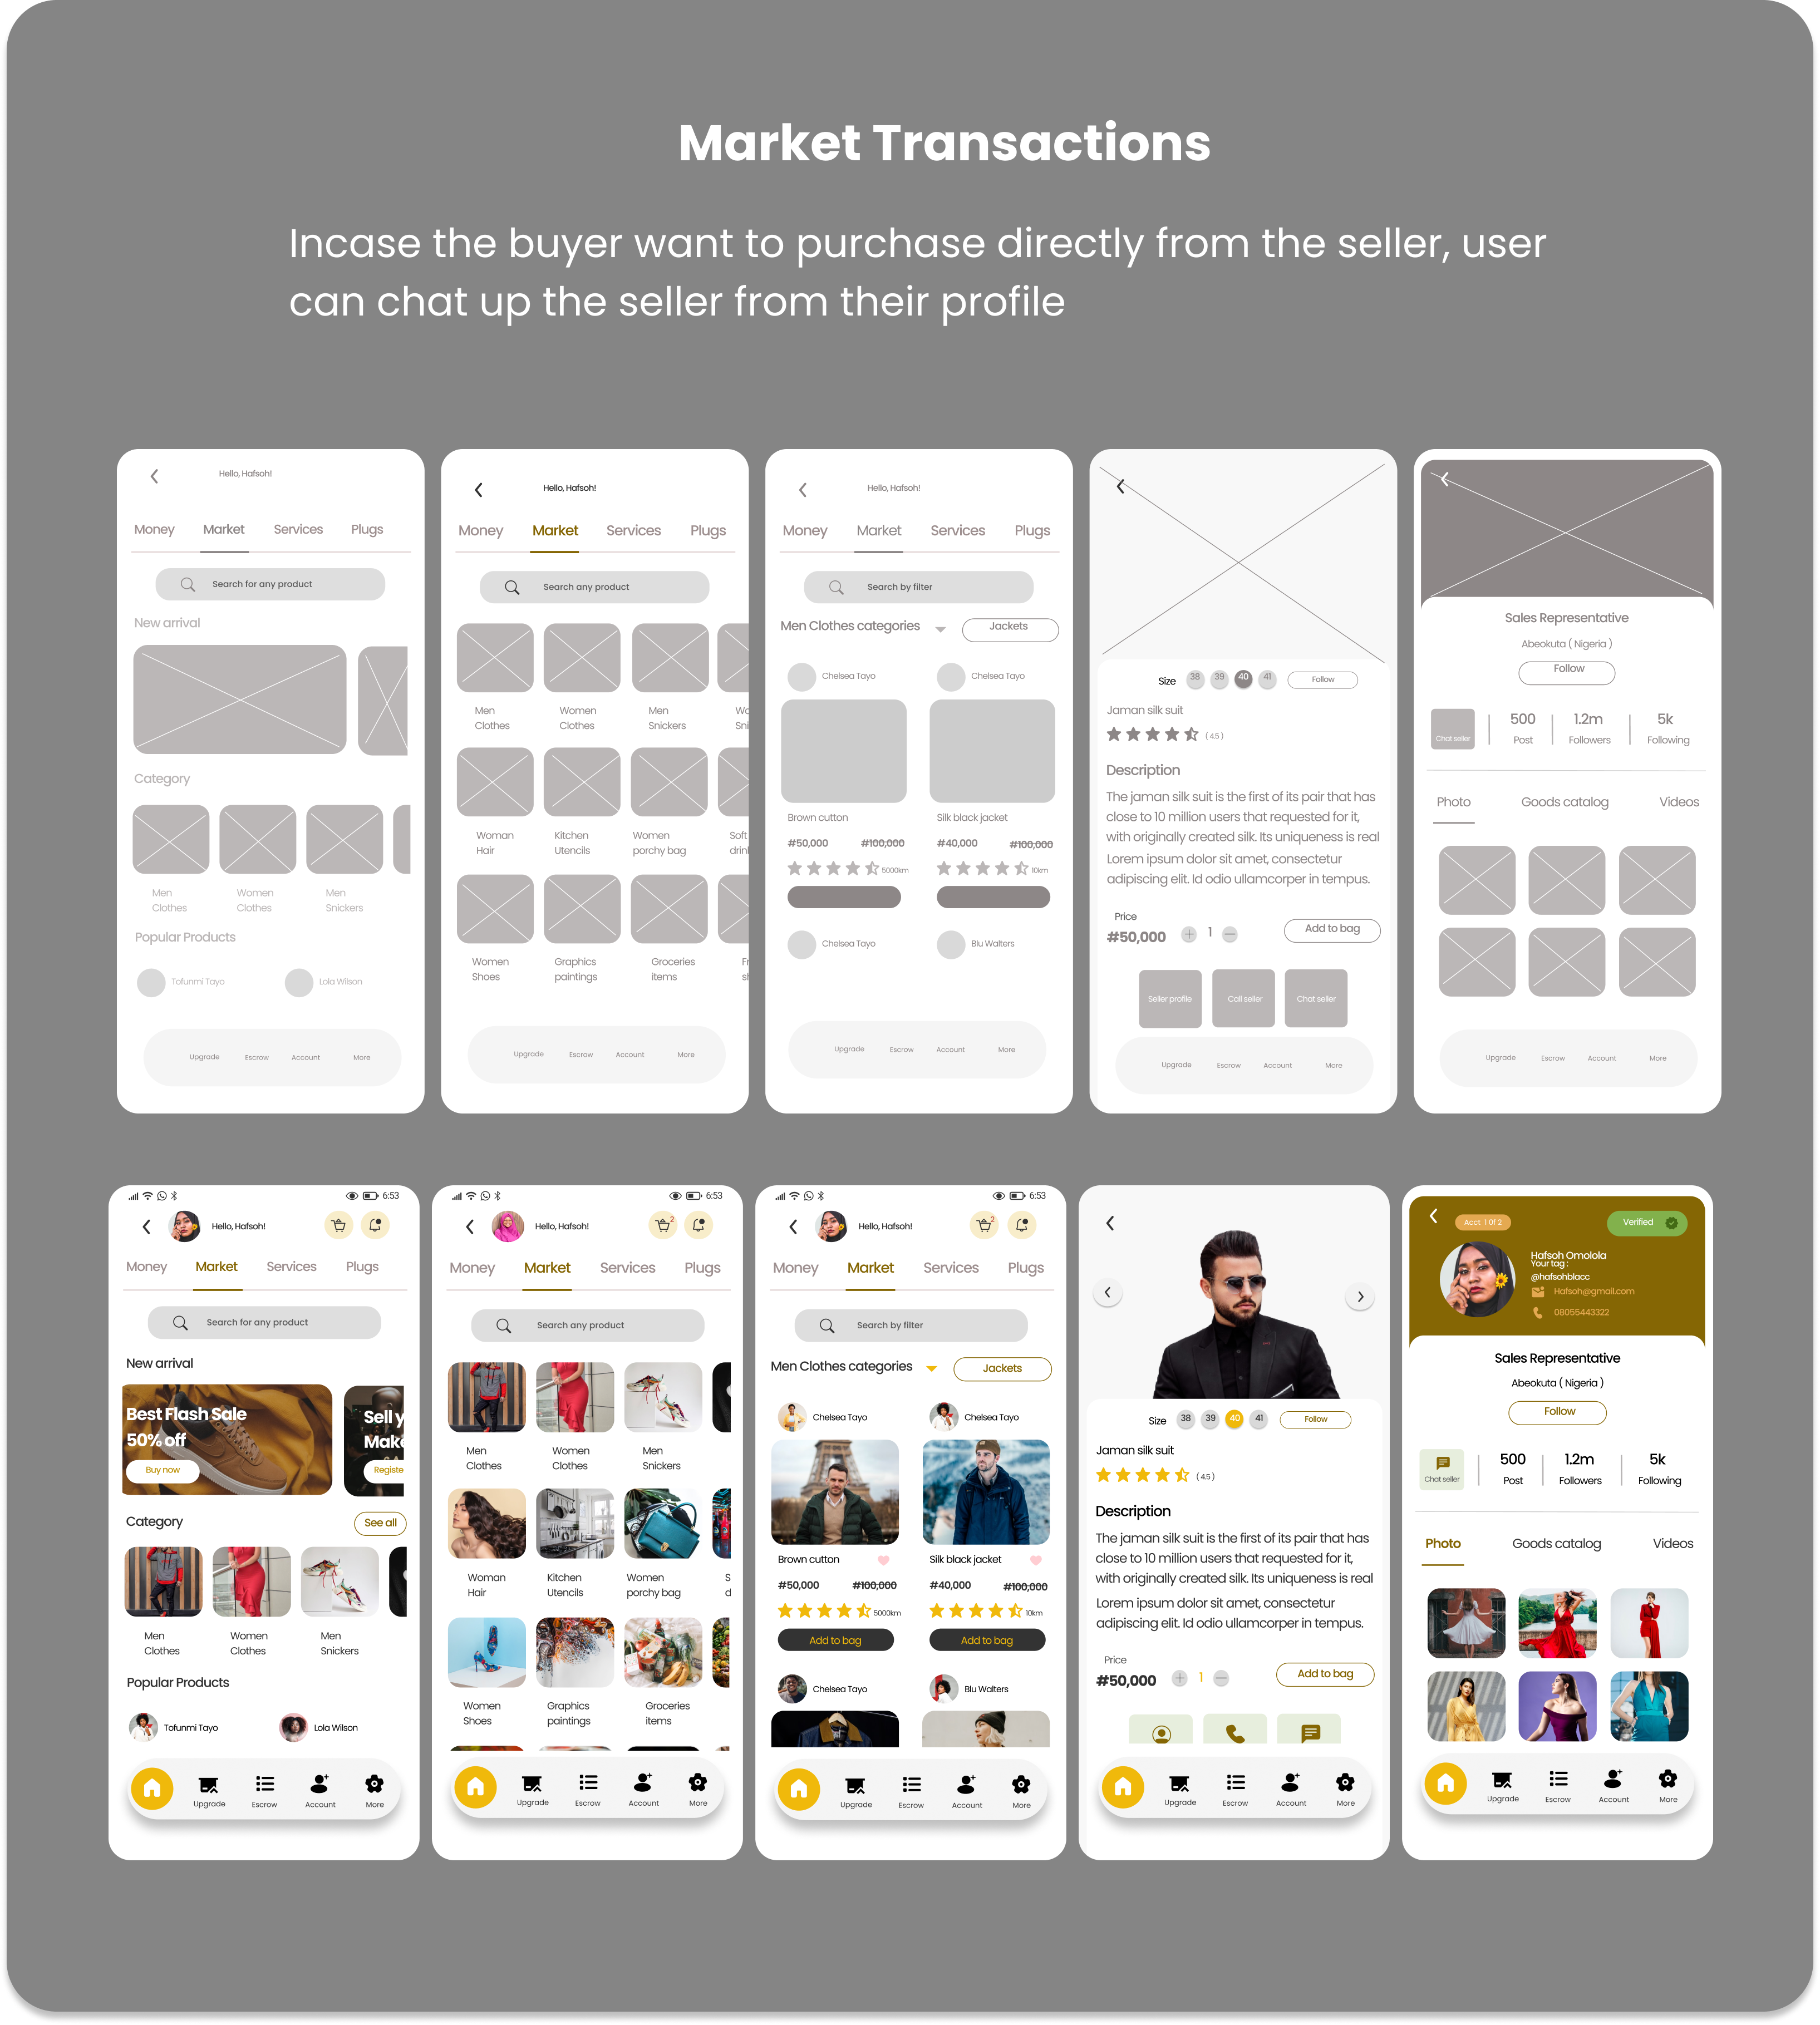 Market Transactions
Incase the buyer want to purchase directly from the seller, user
can chat up the seller from their profile
Hello, Hafsoh!
Money Market Services Plugs
Search for any product
New arrival
Category
Men Clothes
Women Clothes
Men Snickers
Popular Products
Tofunmi Tayo
Lola Wilson
Upgrade Escrow Account More
Hello, Hafsoh!
Money Market Services Plugs
Search any product
Men Clothes
Women Clothes
Men Snickers
Wo
Sni
Woman Hair
Kitchen Utencils
Women porchy bag
Soft
drin
Women Shoes
Graphics paintings
Groceries items
Fr
sh
Upgrade Escrow Account More
Hello, Hafsoh!
Money Market Services Plugs
Search by filter
Men Clothes categories
Jackets
Chelsea Tayo
Chelsea Tayo
Brown cutton
Silk black jacket
₦50,000 ₦100,000
₦40,000 ₦100,000
5000km
10km
Chelsea Tayo
Blu Walters
Upgrade Escrow Account More
Size 38 39 40 41 Follow
Jaman silk suit
( 4.5 )
Description
The jaman silk suit is the first of its pair that has
close to 10 million users that requested for it,
with originally created silk. Its uniqueness is real
Lorem ipsum dolor sit amet, consectetur
adipiscing elit. Id odio ullamcorper in tempus.
Price
₦50,000 1 Add to bag
Seller profile
Call seller
Chat seller
Upgrade Escrow Account More
Sales Representative
Abeokuta ( Nigeria )
Follow
Chat seller
500 1.2m 5k
Post Followers Following
Photo Goods catalog Videos
Upgrade Escrow Account More
6:53
Hello, Hafsoh!
Money Market Services Plugs
Search for any product
New arrival
Best Flash Sale
50% off
Buy now
Sell y
Make
Registe
Category
See all
Men Clothes
Women Clothes
Men Snickers
Popular Products
Tofunmi Tayo
Lola Wilson
Upgrade Escrow Account More
6:53
Hello, Hafsoh!
2
Money Market Services Plugs
Search any product
Men Clothes
Women Clothes
Men Snickers
Woman Hair
Kitchen Utencils
Women porchy bag
S
d
Women Shoes
Graphics paintings
Groceries items
Upgrade Escrow Account More
6:53
Hello, Hafsoh!
2
Money Market Services Plugs
Search by filter
Men Clothes categories
Jackets
Chelsea Tayo
Chelsea Tayo
Brown cutton
Silk black jacket
₦50,000 ₦100,000
₦40,000 ₦100,000
5000km
10km
Add to bag
Add to bag
Chelsea Tayo
Blu Walters
Upgrade Escrow Account More
Size 38 39 40 41 Follow
Jaman silk suit
( 4.5 )
Description
The jaman silk suit is the first of its pair that has
close to 10 million users that requested for it,
with originally created silk. Its uniqueness is real
Lorem ipsum dolor sit amet, consectetur
adipiscing elit. Id odio ullamcorper in tempus.
Price
₦50,000 1 Add to bag
Upgrade Escrow Account More
Acct 1 0f 2
Verified
Hafsoh Omolola
Your tag :
@hafsohblacc
Hafsoh@gmail.com
08055443322
Sales Representative
Abeokuta ( Nigeria )
Follow
Chat seller
500 1.2m 5k
Post Followers Following
Photo Goods catalog Videos
Upgrade Escrow Account More